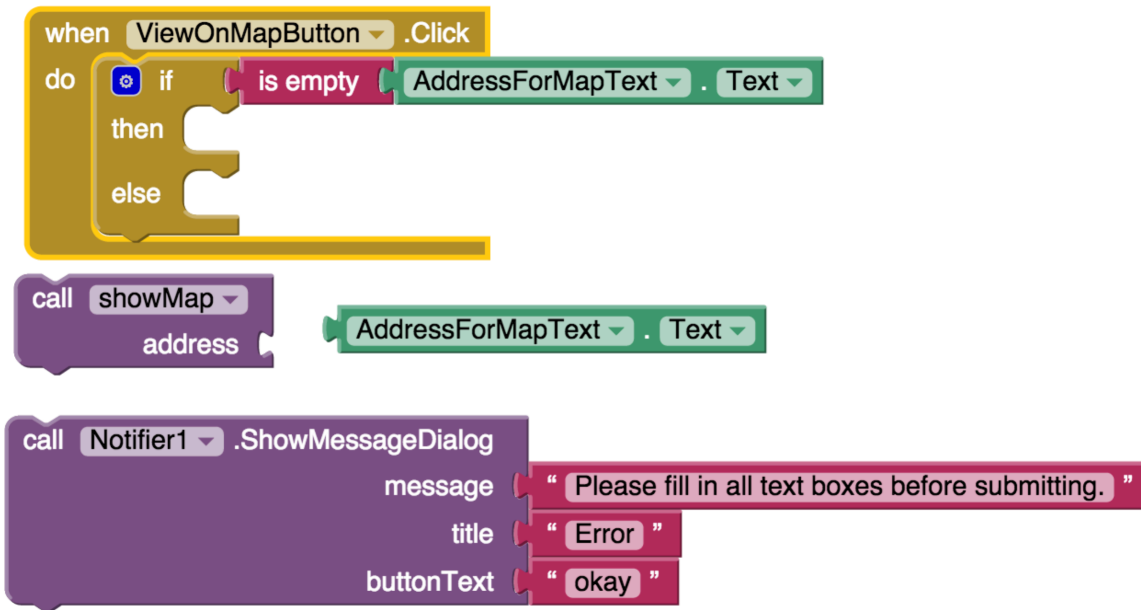 when ViewOnMapButton .Click
do if is empty AddressForMapText . Text
then
else
call showMap
address AddressForMapText . Text
call Notifier1 .ShowMessageDialog
message “ Please fill in all text boxes before submitting. ”
title “ Error ”
buttonText “ okay ”